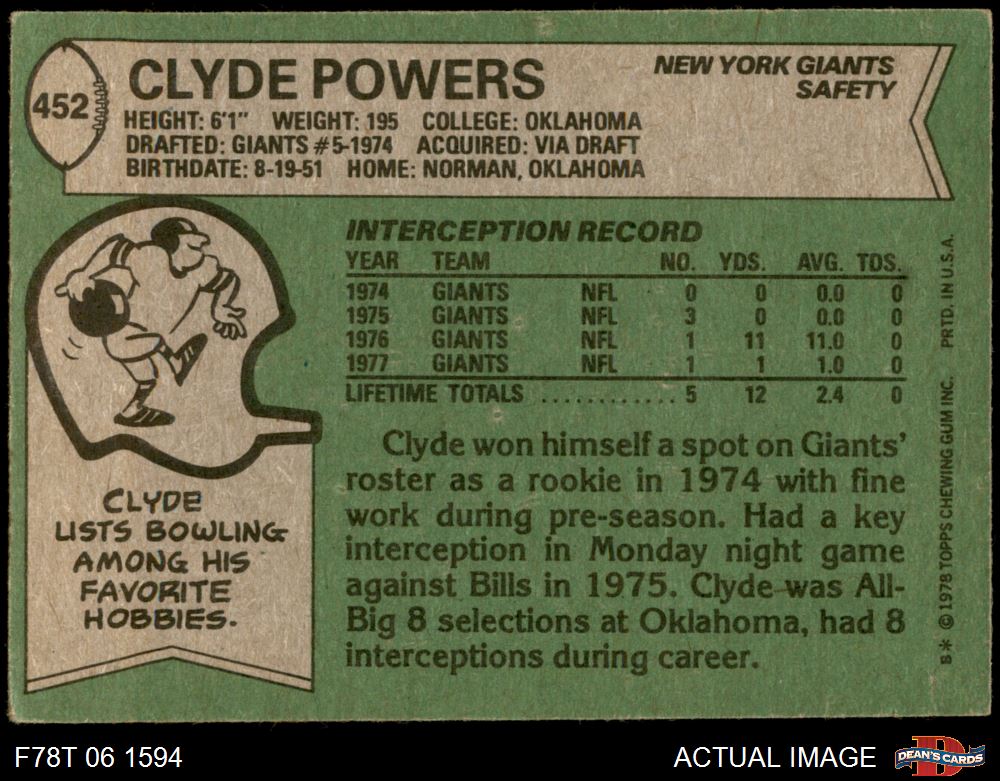 452
CLYDE POWERS
NEW YORK GIANTS
SAFETY
HEIGHT: 6'1" WEIGHT: 195 COLLEGE: OKLAHOMA
DRAFTED: GIANTS #5-1974 ACQUIRED: VIA DRAFT
BIRTHDATE: 8-19-51 HOME: NORMAN, OKLAHOMA
INTERCEPTION RECORD
YEAR TEAM NO. YDS. AVG. TDS.
1974 GIANTS NFL 0 0 0.0 0
1975 GIANTS NFL 3 0 0.0 0
1976 GIANTS NFL 1 11 11.0 0
1977 GIANTS NFL 1 1 1.0 0
LIFETIME TOTALS ............ 5 12 2.4 0
Clyde won himself a spot on Giants'
roster as a rookie in 1974 with fine
work during pre-season. Had a key
interception in Monday night game
against Bills in 1975. Clyde was All-
Big 8 selections at Oklahoma, had 8
interceptions during career.
CLYDE
LISTS BOWLING
AMONG HIS
FAVORITE
HOBBIES.
B* © 1978 TOPPS CHEWING GUM INC. PRTD. IN U.S.A.
F78T 06 1594
ACTUAL IMAGE
D
DEAN'S CARDS